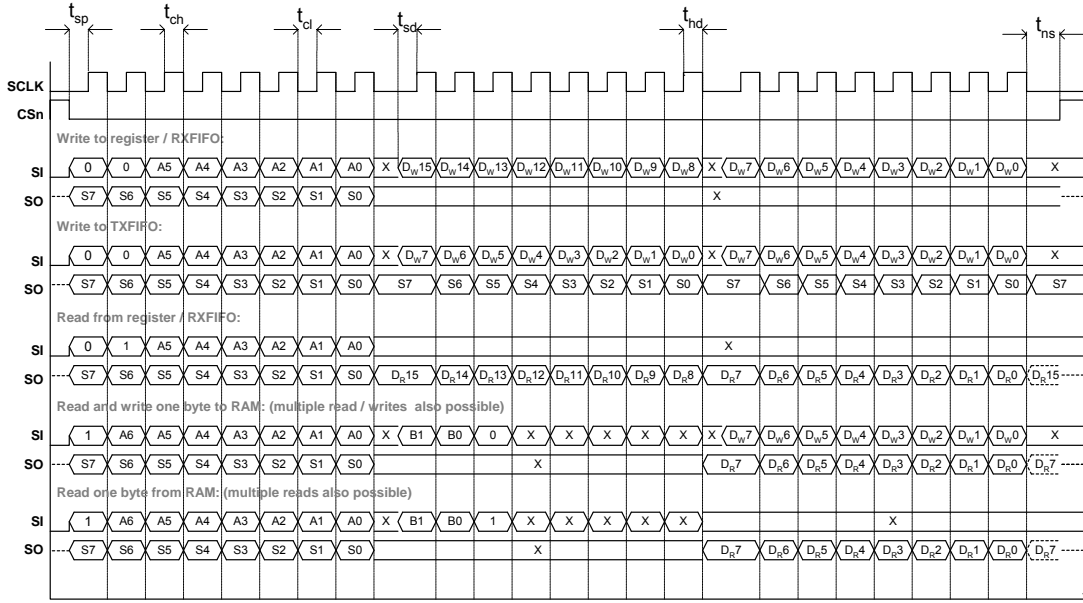 tsp tch tcl tsd thd tns
SCLK
CSn
Write to register / RXFIFO:
SI 0 0 A5 A4 A3 A2 A1 A0 X DW15 DW14 DW13 DW12 DW11 DW10 DW9 DW8 X DW7 DW6 DW5 DW4 DW3 DW2 DW1 DW0 X
SO S7 S6 S5 S4 S3 S2 S1 S0 X
Write to TXFIFO:
SI 0 0 A5 A4 A3 A2 A1 A0 X DW7 DW6 DW5 DW4 DW3 DW2 DW1 DW0 X DW7 DW6 DW5 DW4 DW3 DW2 DW1 DW0 X
SO S7 S6 S5 S4 S3 S2 S1 S0 S7 S6 S5 S4 S3 S2 S1 S0 S7 S6 S5 S4 S3 S2 S1 S0 S7
Read from register / RXFIFO:
SI 0 1 A5 A4 A3 A2 A1 A0 X
SO S7 S6 S5 S4 S3 S2 S1 S0 DR15 DR14 DR13 DR12 DR11 DR10 DR9 DR8 DR7 DR6 DR5 DR4 DR3 DR2 DR1 DR0 DR15
Read and write one byte to RAM: (multiple read / writes also possible)
SI 1 A6 A5 A4 A3 A2 A1 A0 X B1 B0 0 X X X X X X DW7 DW6 DW5 DW4 DW3 DW2 DW1 DW0 X
SO S7 S6 S5 S4 S3 S2 S1 S0 X DR7 DR6 DR5 DR4 DR3 DR2 DR1 DR0 DR7
Read one byte from RAM: (multiple reads also possible)
SI 1 A6 A5 A4 A3 A2 A1 A0 X B1 B0 1 X X X X X X
SO S7 S6 S5 S4 S3 S2 S1 S0 X DR7 DR6 DR5 DR4 DR3 DR2 DR1 DR0 DR7